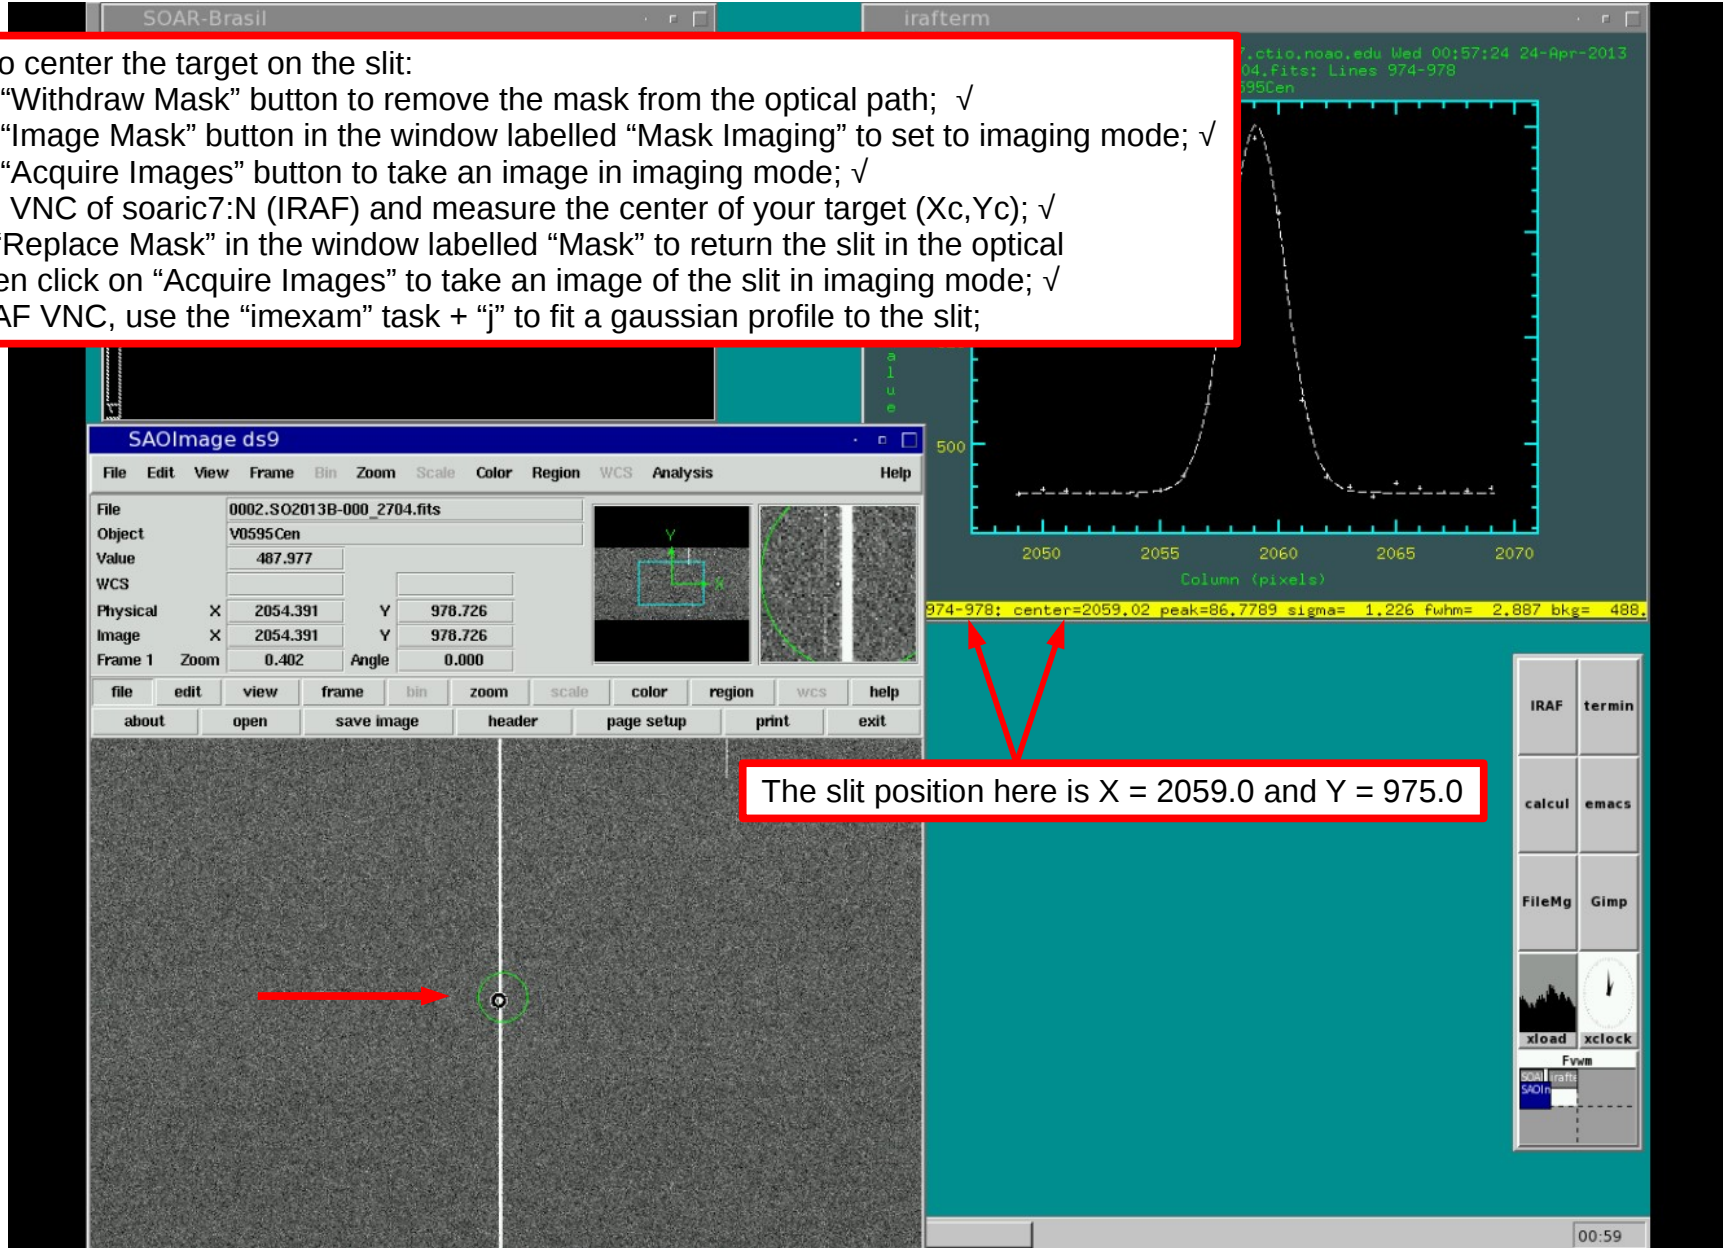 SOAR-Brasil
irafterm
o center the target on the slit:
“Withdraw Mask” button to remove the mask from the optical path; √
“Image Mask” button in the window labelled “Mask Imaging” to set to imaging mode; √
“Acquire Images” button to take an image in imaging mode; √
VNC of soaric7:N (IRAF) and measure the center of your target (Xc,Yc); √
“Replace Mask” in the window labelled “Mask” to return the slit in the optical
en click on “Acquire Images” to take an image of the slit in imaging mode; √
AF VNC, use the “imexam” task + “j” to fit a gaussian profile to the slit;
7.ctio.noao.edu Wed 00:57:24 24-Apr-2013
04.fits: Lines 974-978
595Cen
a
l
u
e
500
2050 2055 2060 2065 2070
Column (pixels)
974-978: center=2059.02 peak=86.7789 sigma= 1.226 fwhm= 2.887 bkg= 488.
SAOImage ds9
File Edit View Frame Bin Zoom Scale Color Region WCS Analysis Help
File 0002.SO2013B-000_2704.fits
Object V0595Cen
Value 487.977
WCS
Physical X 2054.391 Y 978.726
Image X 2054.391 Y 978.726
Frame 1 Zoom 0.402 Angle 0.000
Y
X
file edit view frame bin zoom scale color region wcs help
about open save image header page setup print exit
The slit position here is X = 2059.0 and Y = 975.0
IRAF termin
calcul emacs
FileMg Gimp
xload xclock
Fvwm
SOAI irafte
SAOIn
00:59